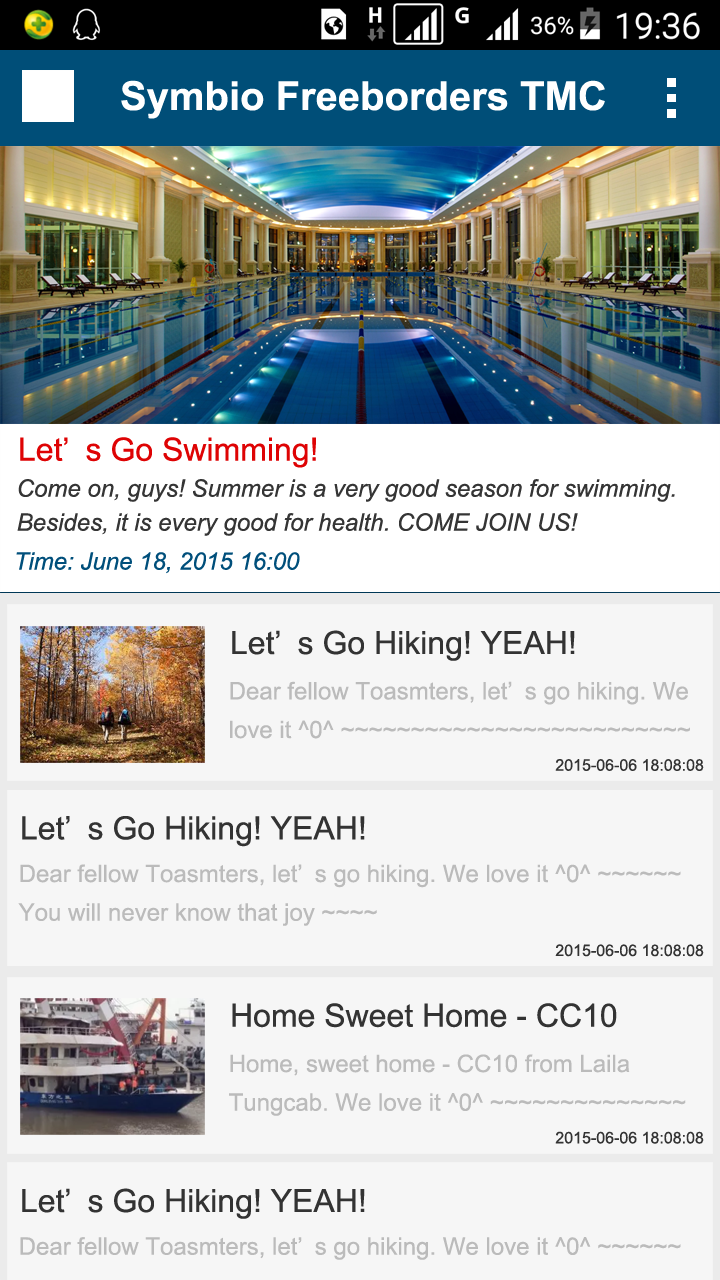 H G 36% 19:36
Symbio Freeborders TMC
Let’s Go Swimming!
Come on, guys! Summer is a very good season for swimming.
Besides, it is every good for health. COME JOIN US!
Time: June 18, 2015 16:00
Let’s Go Hiking! YEAH!
Dear fellow Toasmters, let’s go hiking. We
love it ^0^ ~~~~~~~~~~~~~~~~~~~~~~~~~
2015-06-06 18:08:08
Let’s Go Hiking! YEAH!
Dear fellow Toasmters, let’s go hiking. We love it ^0^ ~~~~~~
You will never know that joy ~~~~
2015-06-06 18:08:08
Home Sweet Home - CC10
Home, sweet home - CC10 from Laila
Tungcab. We love it ^0^ ~~~~~~~~~~~~~~
2015-06-06 18:08:08
Let’s Go Hiking! YEAH!
Dear fellow Toasmters, let’s go hiking. We love it ^0^ ~~~~~~